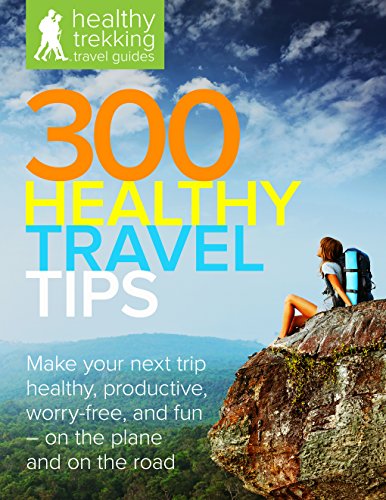 healthy
trekking
travel guides
300
HEALTHY
TRAVEL
TIPS
Make your next trip
healthy, productive,
worry-free, and fun
– on the plane
and on the road